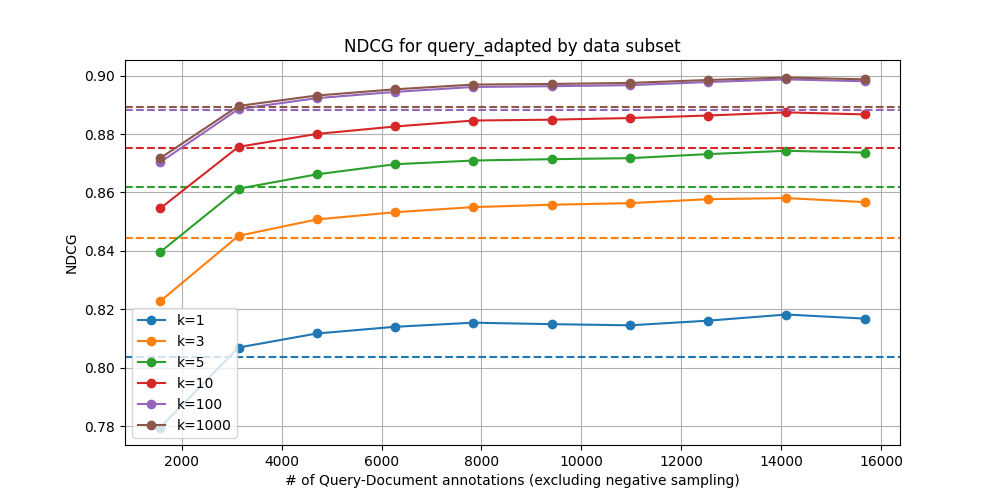 NDCG for query_adapted by data subset
NDCG
0.90
0.88
0.86
0.84
0.82
0.80
0.78
k=1
k=3
k=5
k=10
k=100
k=1000
2000 4000 6000 8000 10000 12000 14000 16000
# of Query-Document annotations (excluding negative sampling)